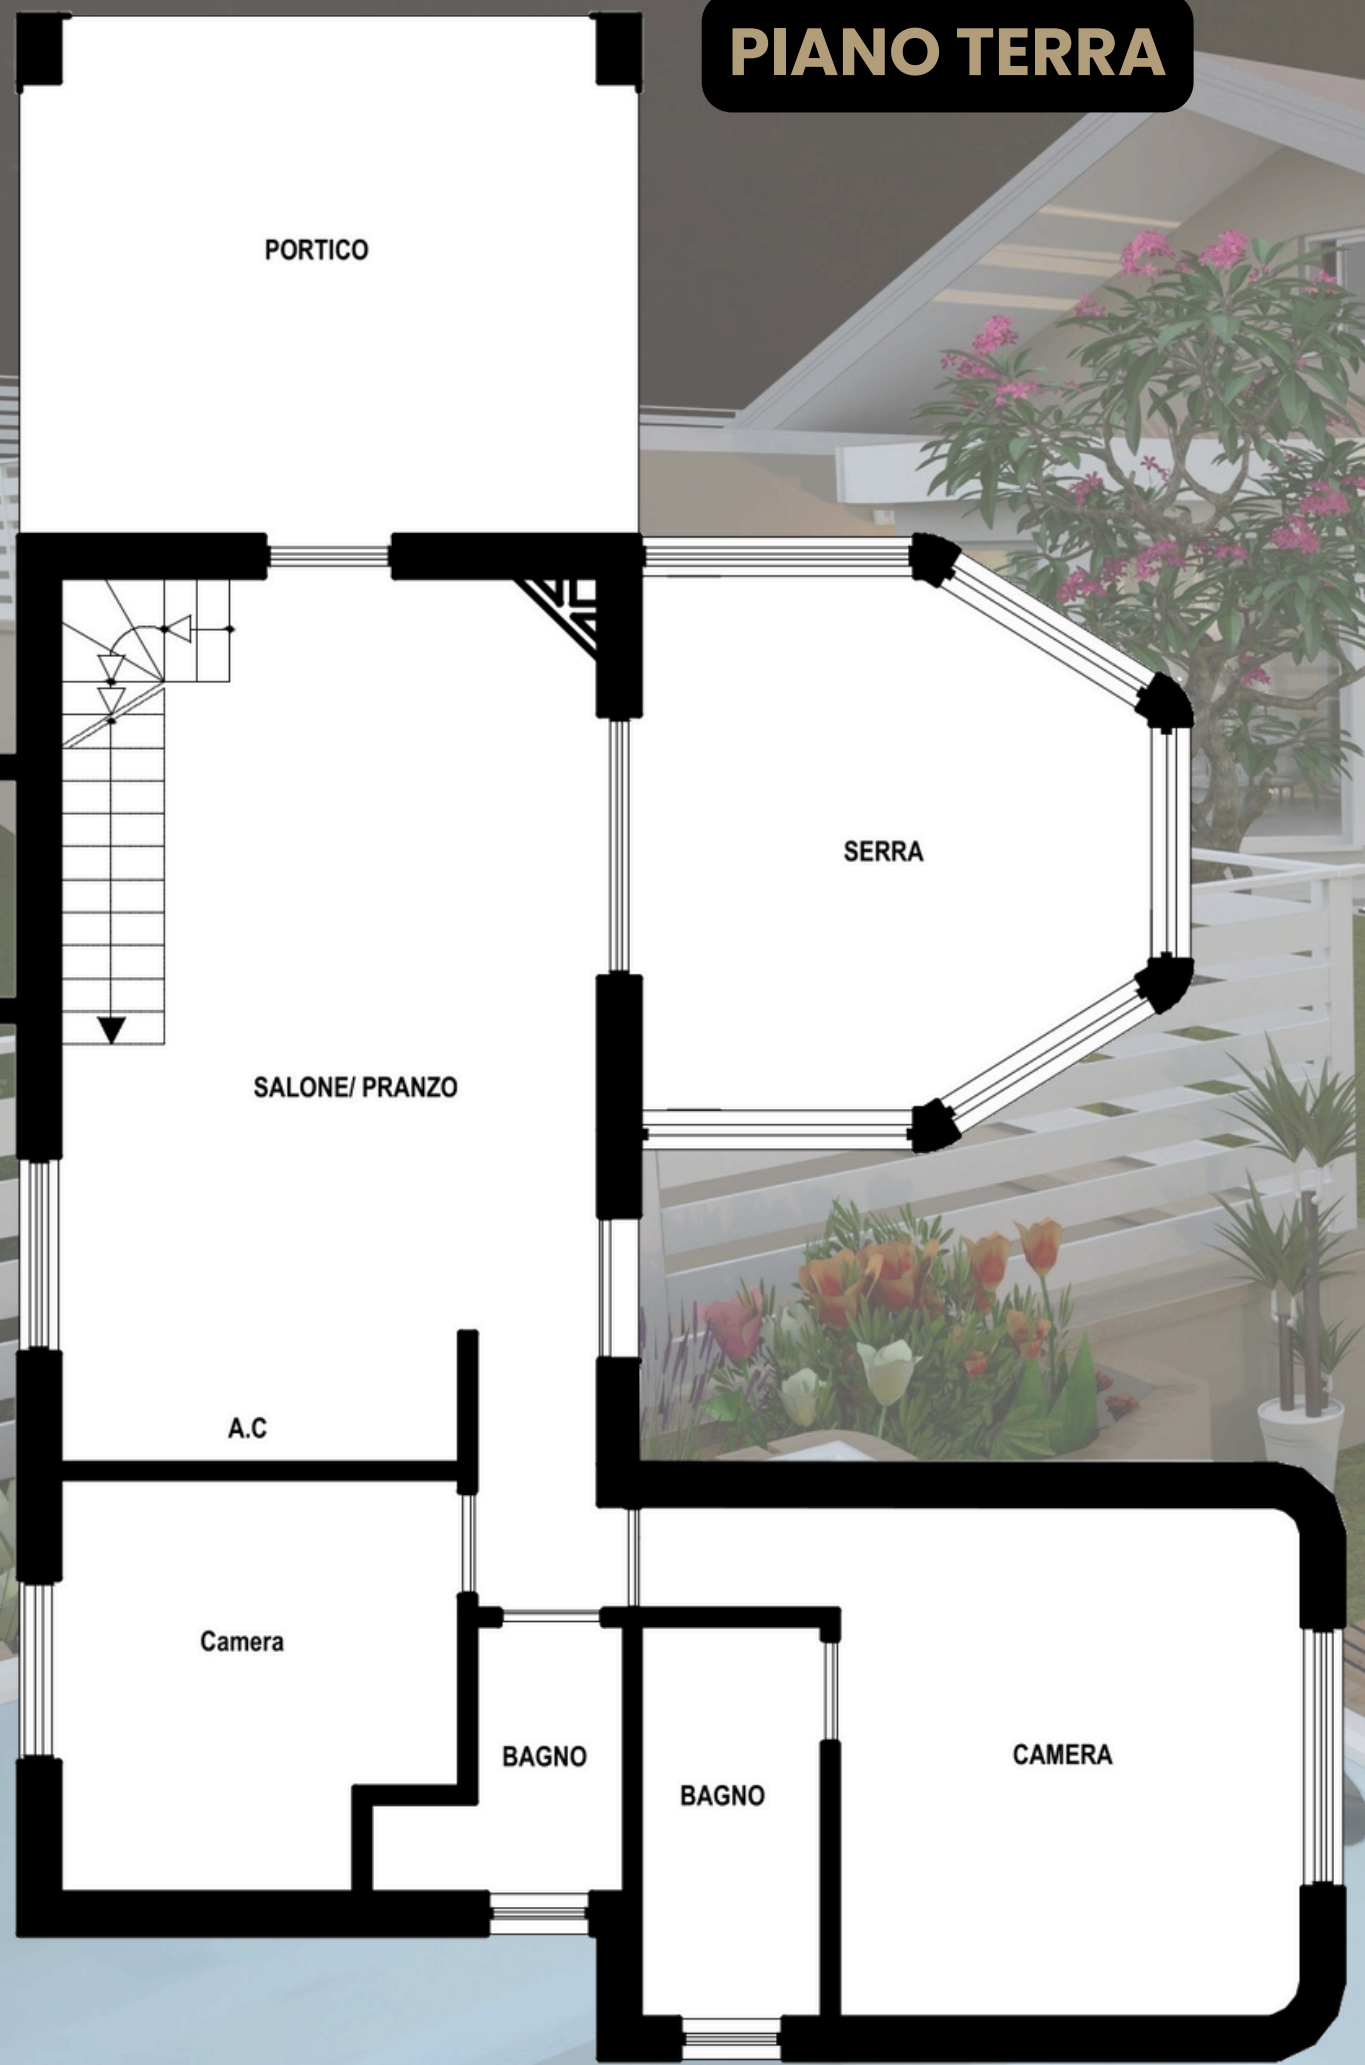 PIANO TERRA
PORTICO
SERRA
SALONE/ PRANZO
A.C
Camera
BAGNO
BAGNO
CAMERA